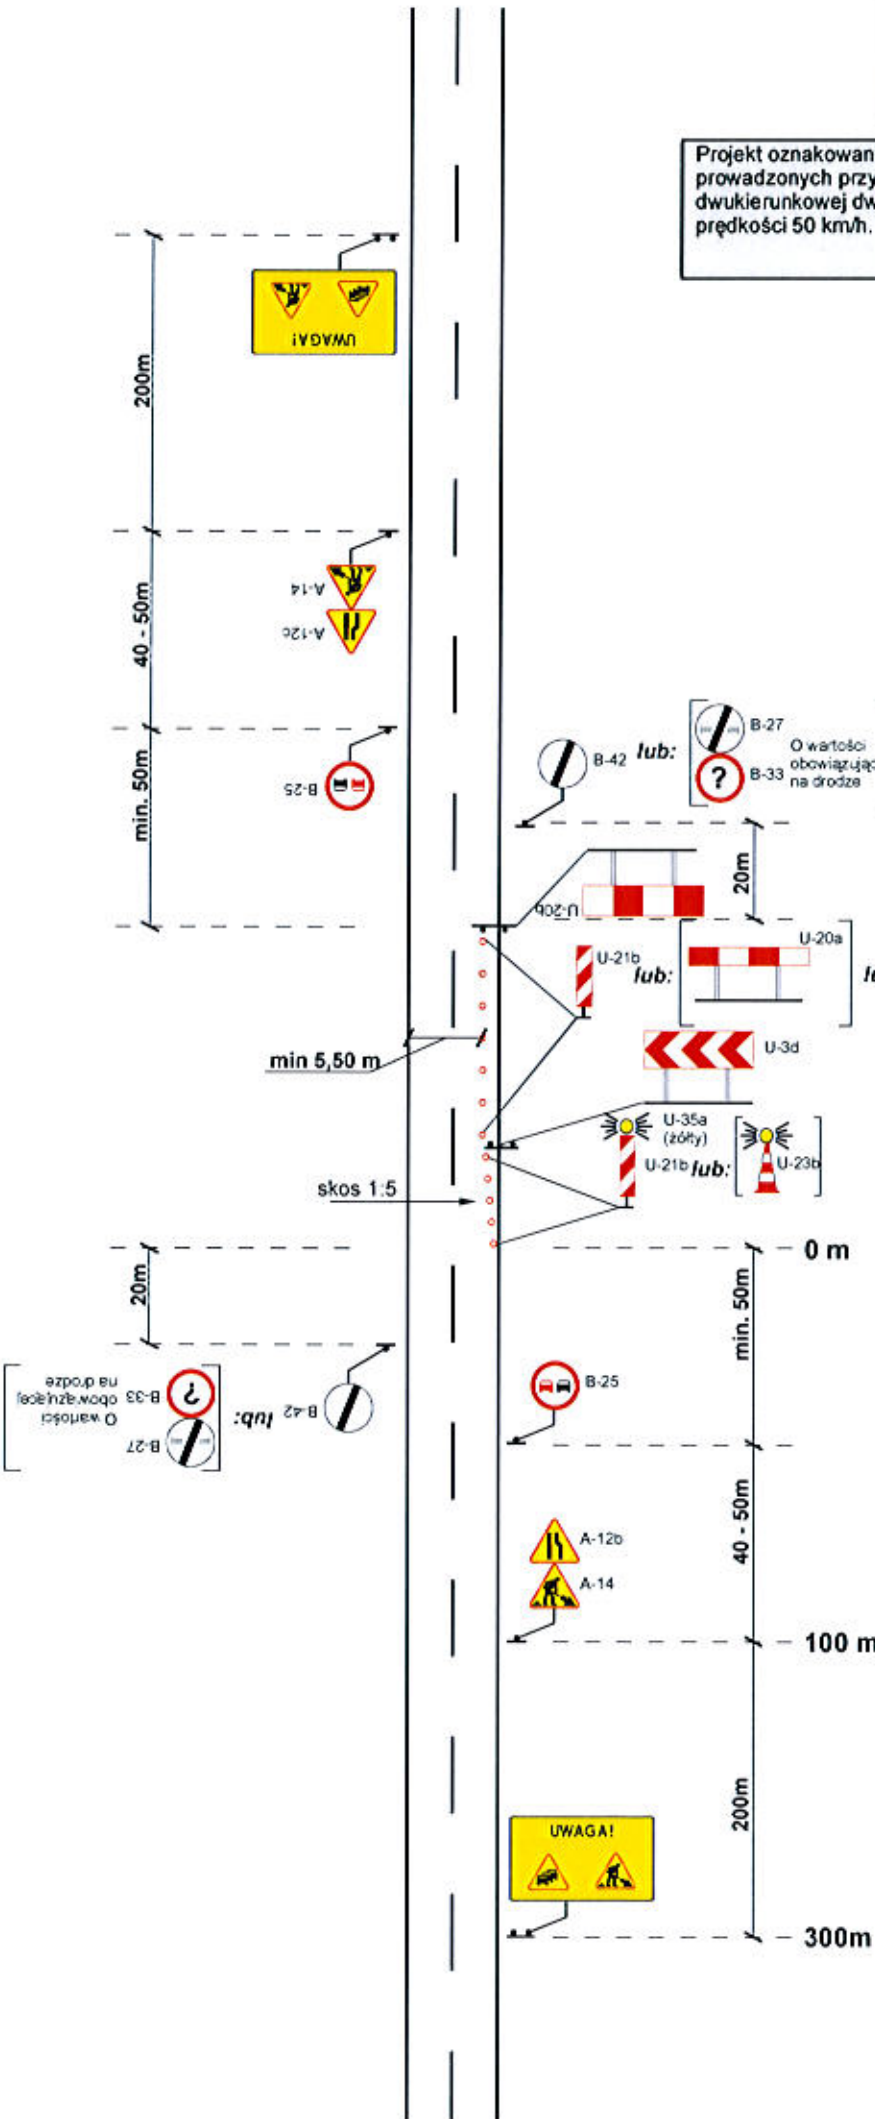 Projekt oznakowan
prowadzonych przy
dwukierunkowej dw
prędkości 50 km/h.
UWAGA!
200m
A-14
A-12c
40 - 50m
B-25
min. 50m
B-42
lub:
B-27
B-33
O wartości
obowiązując
na drodze
?
20m
U-20b
U-20a
U-21b
lub:
lu
min 5,50 m
U-3d
U-35a
(żółty)
U-21b
lub:
U-23b
skos 1:5
0 m
20m
min. 50m
B-25
B-42
lub:
B-33
B-27
O wartości
obowiązującej
na drodze
?
40 - 50m
A-12b
A-14
100 m
200m
UWAGA!
300m